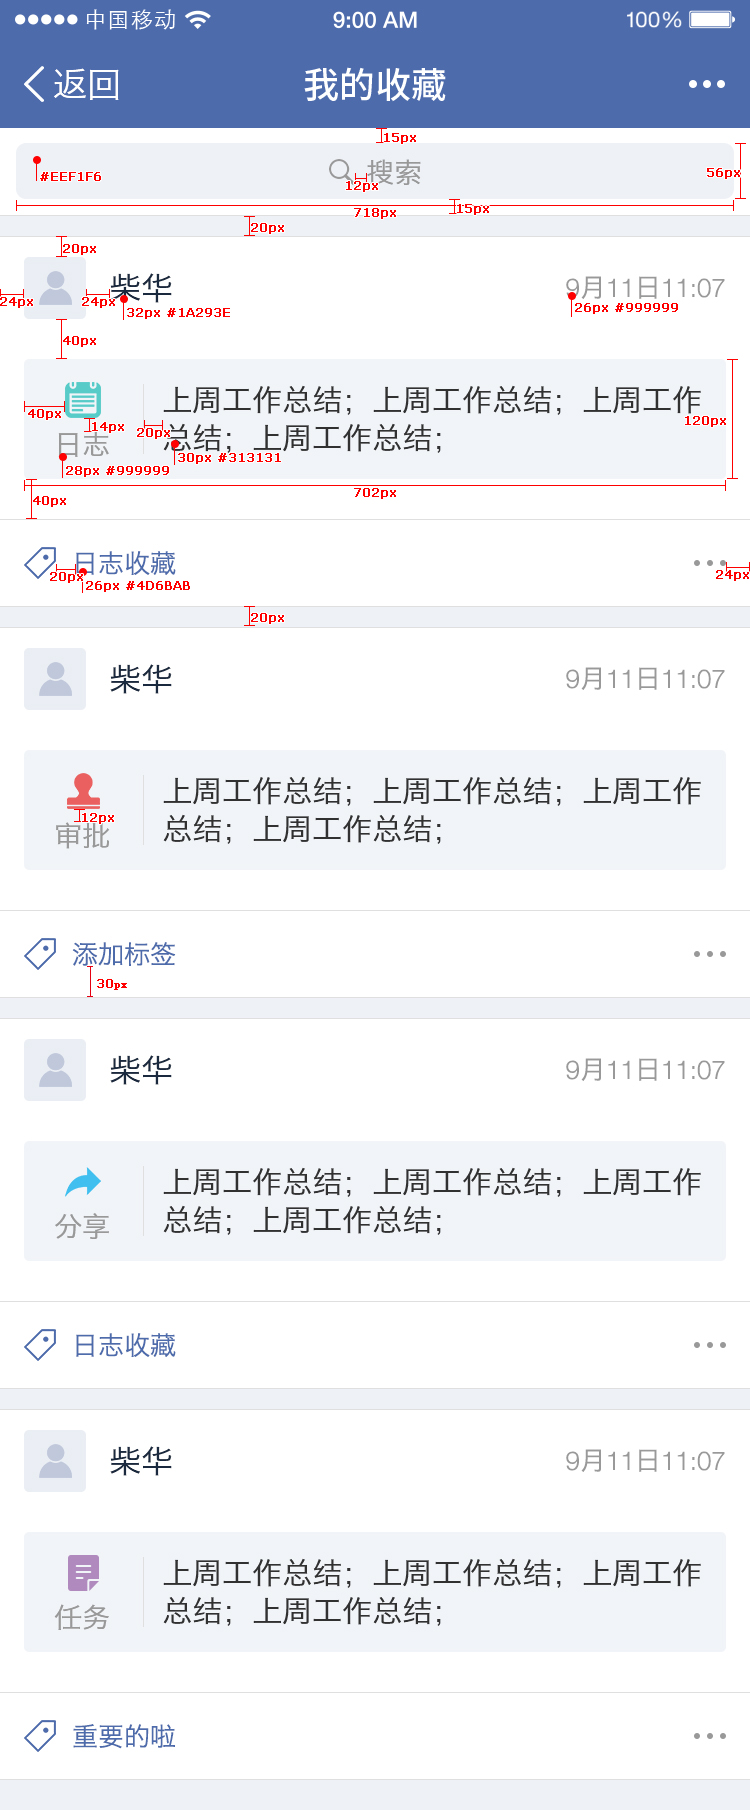 中国移动 9:00 AM 100%
返回 我的收藏
15px
#EEF1F6 搜索 56px
12px
718px 15px
20px
20px
柴华 9月11日11:07
24px 24px
32px #1A293E 26px #999999
40px
上周工作总结；上周工作总结；上周工作
40px 120px
14px 20px
日志 总结；上周工作总结；
28px #999999 30px #313131
702px
40px
日志收藏
20px 24px
26px #4D6BAB
20px
柴华 9月11日11:07
上周工作总结；上周工作总结；上周工作
12px
审批 总结；上周工作总结；
添加标签
30px
柴华 9月11日11:07
上周工作总结；上周工作总结；上周工作
分享 总结；上周工作总结；
日志收藏
柴华 9月11日11:07
上周工作总结；上周工作总结；上周工作
任务 总结；上周工作总结；
重要的啦